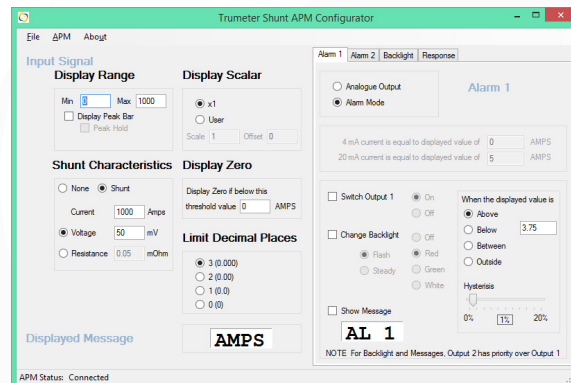 Trumeter Shunt APM Configurator
File APM About
Input Signal
Display Range
Min 0 Max 1000
Display Peak Bar
Peak Hold
Display Scalar
x1
User
Scale 1 Offset 0
Shunt Characteristics
None Shunt
Current 1000 Amps
Voltage 50 mV
Resistance 0.05 mOhm
Display Zero
Display Zero if below this
threshold value 0 AMPS
Limit Decimal Places
3 (0.000)
2 (0.00)
1 (0.0)
0 (0)
Displayed Message
AMPS
Alarm 1 Alarm 2 Backlight Response
Analogue Output
Alarm Mode
Alarm 1
4 mA current is equal to displayed value of 0 AMPS
20 mA current is equal to displayed value of 5 AMPS
Switch Output 1 On
Off
Change Backlight Off
Flash Red
Steady Green
White
When the displayed value is
Above
Below 3.75
Between
Outside
Hysterisis
0% 1% 20%
Show Message
AL 1
NOTE For Backlight and Messages, Output 2 has priority over Output 1
APM Status: Connected